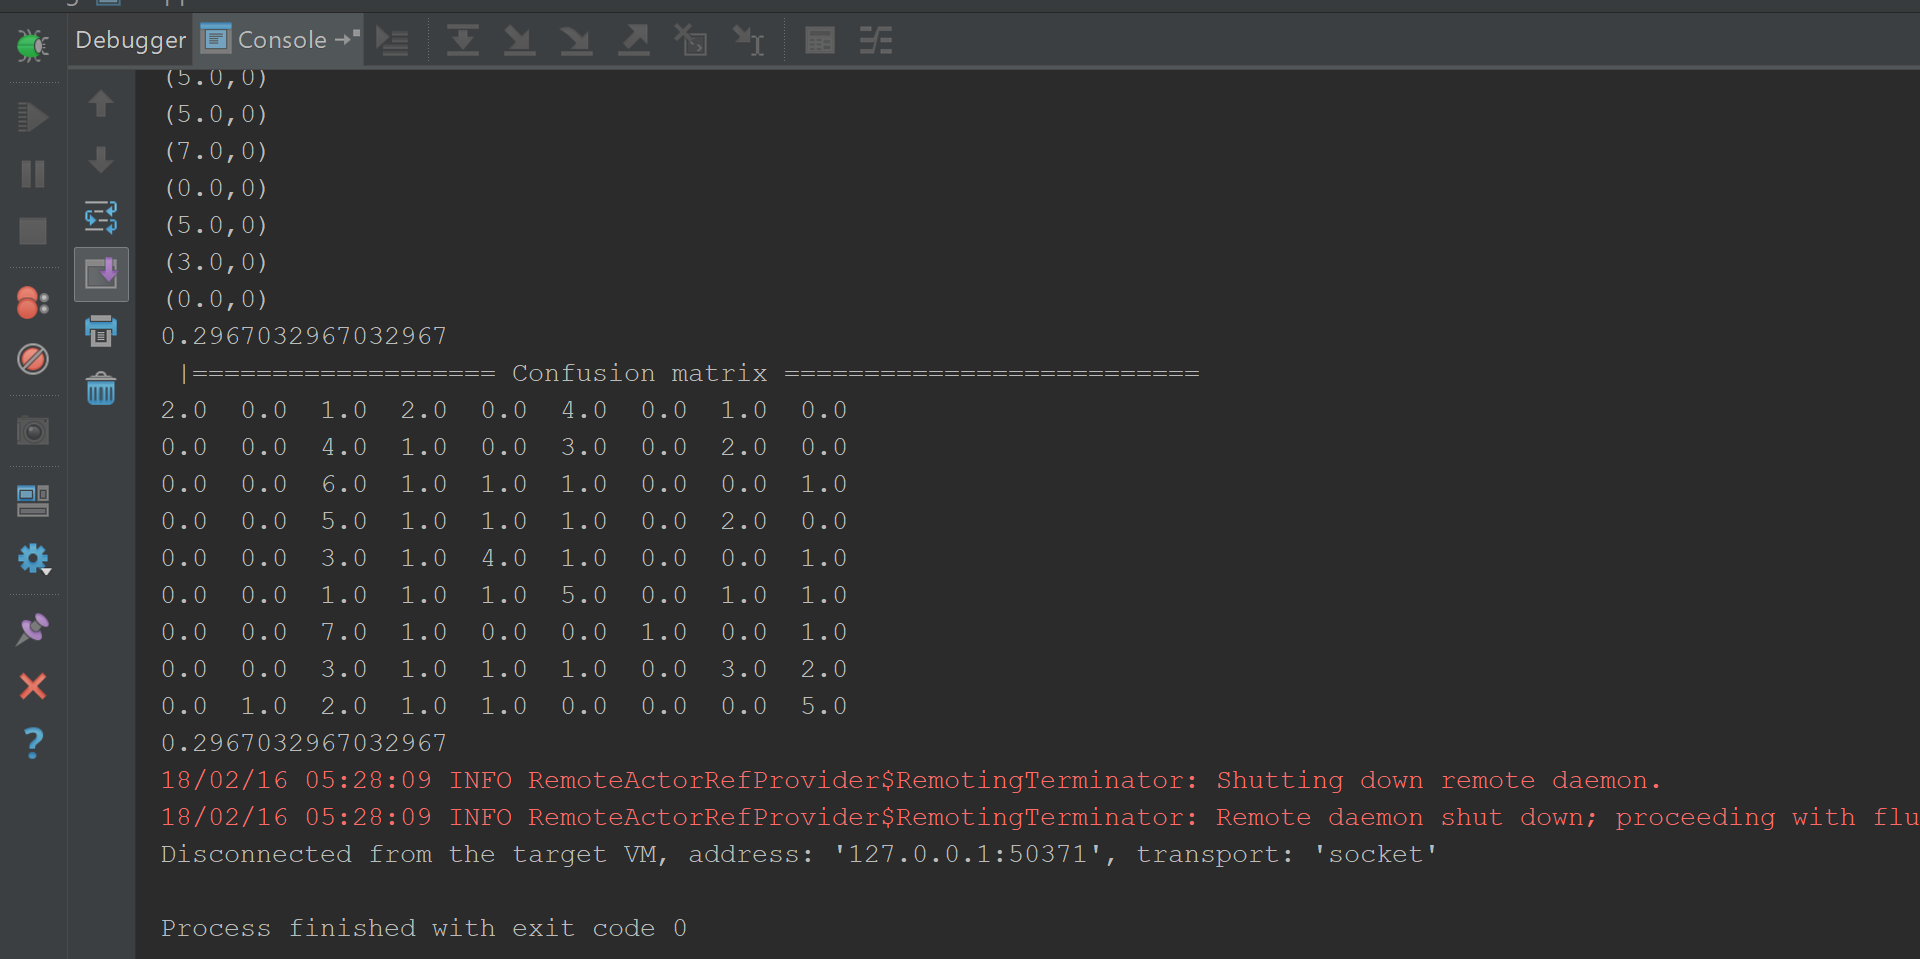 Debugger Console
(5.0,0)
(5.0,0)
(7.0,0)
(0.0,0)
(5.0,0)
(3.0,0)
(0.0,0)
0.2967032967032967
|=================== Confusion matrix ==========================
2.0 0.0 1.0 2.0 0.0 4.0 0.0 1.0 0.0
0.0 0.0 4.0 1.0 0.0 3.0 0.0 2.0 0.0
0.0 0.0 6.0 1.0 1.0 1.0 0.0 0.0 1.0
0.0 0.0 5.0 1.0 1.0 1.0 0.0 2.0 0.0
0.0 0.0 3.0 1.0 4.0 1.0 0.0 0.0 1.0
0.0 0.0 1.0 1.0 1.0 5.0 0.0 1.0 1.0
0.0 0.0 7.0 1.0 0.0 0.0 1.0 0.0 1.0
0.0 0.0 3.0 1.0 1.0 1.0 0.0 3.0 2.0
0.0 1.0 2.0 1.0 1.0 0.0 0.0 0.0 5.0
0.2967032967032967
18/02/16 05:28:09 INFO RemoteActorRefProvider$RemotingTerminator: Shutting down remote daemon.
18/02/16 05:28:09 INFO RemoteActorRefProvider$RemotingTerminator: Remote daemon shut down; proceeding with flu
Disconnected from the target VM, address: '127.0.0.1:50371', transport: 'socket'
Process finished with exit code 0